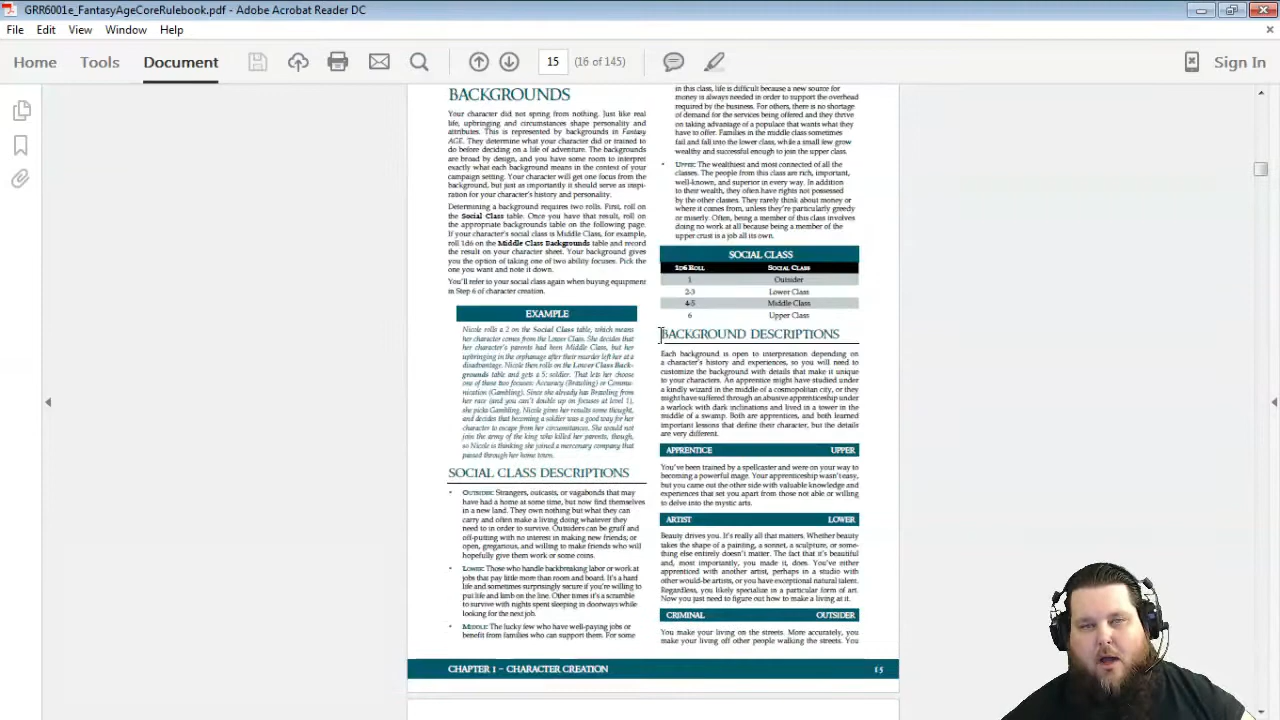 GRR6001e_FantasyAgeCoreRulebook.pdf - Adobe Acrobat Reader DC
File Edit View Window Help
Home Tools Document 15 (16 of 145) Sign In
BACKGROUNDS
Your character did not spring from nothing. Just like real
life, upbringing and circumstances shape personality and
attributes. This is represented by backgrounds in Fantasy
AGE. They determine what your character did or trained to
do before deciding on a life of adventure. The backgrounds
are broad by design, and you have some room to interpret
exactly what each background means in the context of your
campaign setting. Your character will get one focus from the
background, but just as importantly it should serve as inspi-
ration for your character's history and personality.
Determining a background requires two rolls. First, roll on
the Social Class table. Once you have that result, roll on
the appropriate backgrounds table on the following page.
If your character's social class is Middle Class, for example,
roll 1d6 on the Middle Class Backgrounds table and record
the result on your character sheet. Your background gives
you the option of taking one of two ability focuses. Pick the
one you want and note it down.
You'll refer to your social class again when buying equipment
in Step 6 of character creation.
EXAMPLE
Nicole rolls a 2 on the Social Class table, which means
her character comes from the Lower Class. She decides that
her character's parents had been Middle Class, but her
upbringing in the orphanage after their murder left her at a
disadvantage. Nicole then rolls on the Lower Class Back-
grounds table and gets a 5: soldier. That lets her choose
one of these two focuses: Accuracy (Brawling) or Commu-
nication (Gambling). Since she already has Brawling from
her race (and you can't double up on focuses at level 1),
she picks Gambling. Nicole gives her results some thought,
and decides that becoming a soldier was a good way for her
character to escape from her circumstances. She would not
join the army of the king who killed her parents, though,
so Nicole is thinking she joined a mercenary company that
passed through her home town.
SOCIAL CLASS DESCRIPTIONS
• OUTSIDER: Strangers, outcasts, or vagabonds that may
have had a home at some time, but now find themselves
in a new land. They own nothing but what they can
carry and often make a living doing whatever they
need to in order to survive. Outsiders can be gruff and
off-putting with no interest in making new friends; or
open, gregarious, and willing to make friends who will
hopefully give them work or some coins.
• LOWER: Those who handle backbreaking labor or work at
jobs that pay little more than room and board. It's a hard
life and sometimes surprisingly secure if you're willing to
put life and limb on the line. Other times it's a scramble
to survive with nights spent sleeping in doorways while
looking for the next job.
• MIDDLE: The lucky few who have well-paying jobs or
benefit from families who can support them. For some
in this class, life is difficult because a new source for
money is always needed in order to support the overhead
required by the business. For others, there is no shortage
of demand for the services being offered and they thrive
on taking advantage of a populace that wants what they
have to offer. Families in the middle class sometimes
fail and fall into the lower class, while a small few grow
wealthy and successful enough to join the upper class.
• UPPER: The wealthiest and most connected of all the
classes. The people from this class are rich, important,
well-known, and superior in every way. In addition
to their wealth, they often have rights not possessed
by the other classes. They rarely think about money or
where it comes from, unless they're particularly greedy
or miserly. Often, being a member of this class involves
doing no work at all because being a member of the
upper crust is a job all its own.
SOCIAL CLASS
1D6 ROLL SOCIAL CLASS
1 Outsider
2-3 Lower Class
4-5 Middle Class
6 Upper Class
BACKGROUND DESCRIPTIONS
Each background is open to interpretation depending on
a character's history and experiences, so you will need to
customize the background with details that make it unique
to your characters. An apprentice might have studied under
a kindly wizard in the middle of a cosmopolitan city, or they
might have suffered through an abusive apprenticeship under
a warlock with dark inclinations and lived in a tower in the
middle of a swamp. Both are apprentices, and both learned
important lessons that define their character, but the details
are very different.
APPRENTICE UPPER
You've been trained by a spellcaster and were on your way to
becoming a powerful mage. Your apprenticeship wasn't easy,
but you came out the other side with valuable knowledge and
experiences that set you apart from those not able or willing
to delve into the mystic arts.
ARTIST LOWER
Beauty drives you. It's really all that matters. Whether beauty
takes the shape of a painting, a sonnet, a sculpture, or some-
thing else entirely doesn't matter. The fact that it's beautiful
and, most importantly, you made it, does. You've either
apprenticed with another artist, perhaps in a studio with
other would-be artists, or you have exceptional natural talent.
Regardless, you likely specialize in a particular form of art.
Now you just need to figure out how to make a living at it.
CRIMINAL OUTSIDER
You make your living on the streets. More accurately, you
make your living off other people walking the streets. You
CHAPTER 1 - CHARACTER CREATION 15